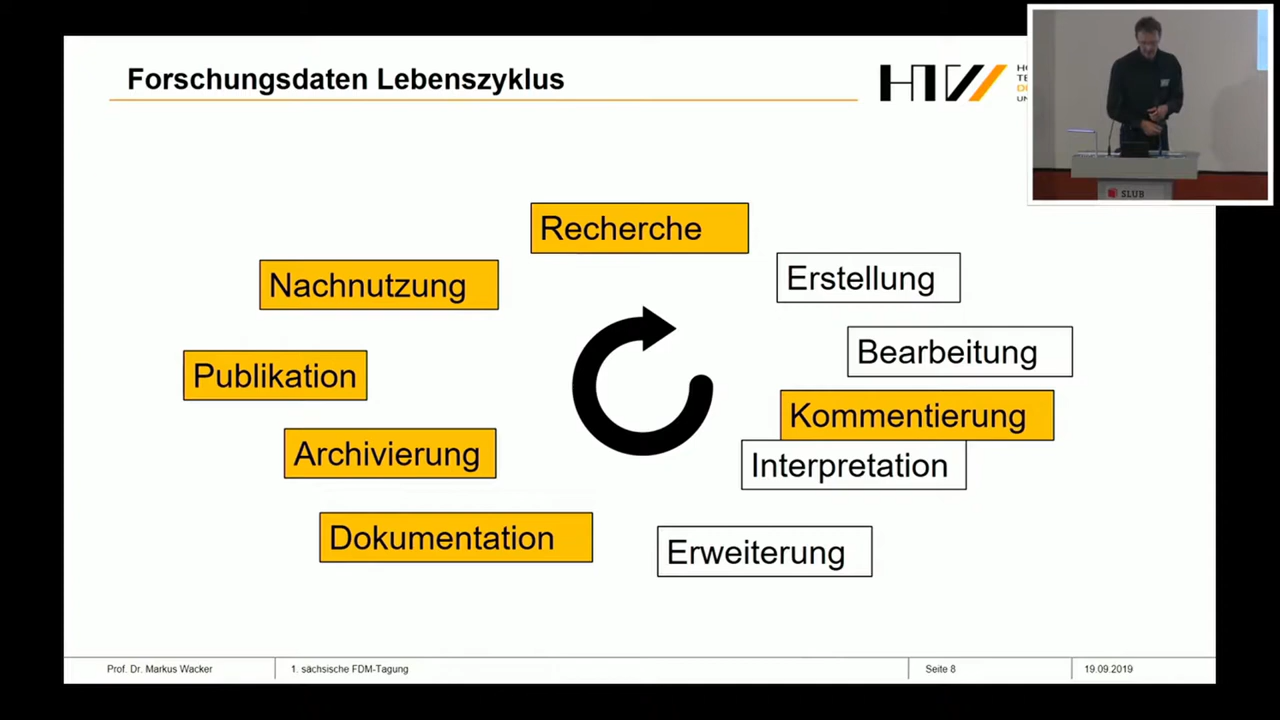 Forschungsdaten Lebenszyklus
HTW
Recherche
Erstellung
Bearbeitung
Kommentierung
Interpretation
Erweiterung
Dokumentation
Archivierung
Publikation
Nachnutzung
SLUB
Prof. Dr. Markus Wacker
1. sächsische FDM-Tagung
Seite 8
19.09.2019